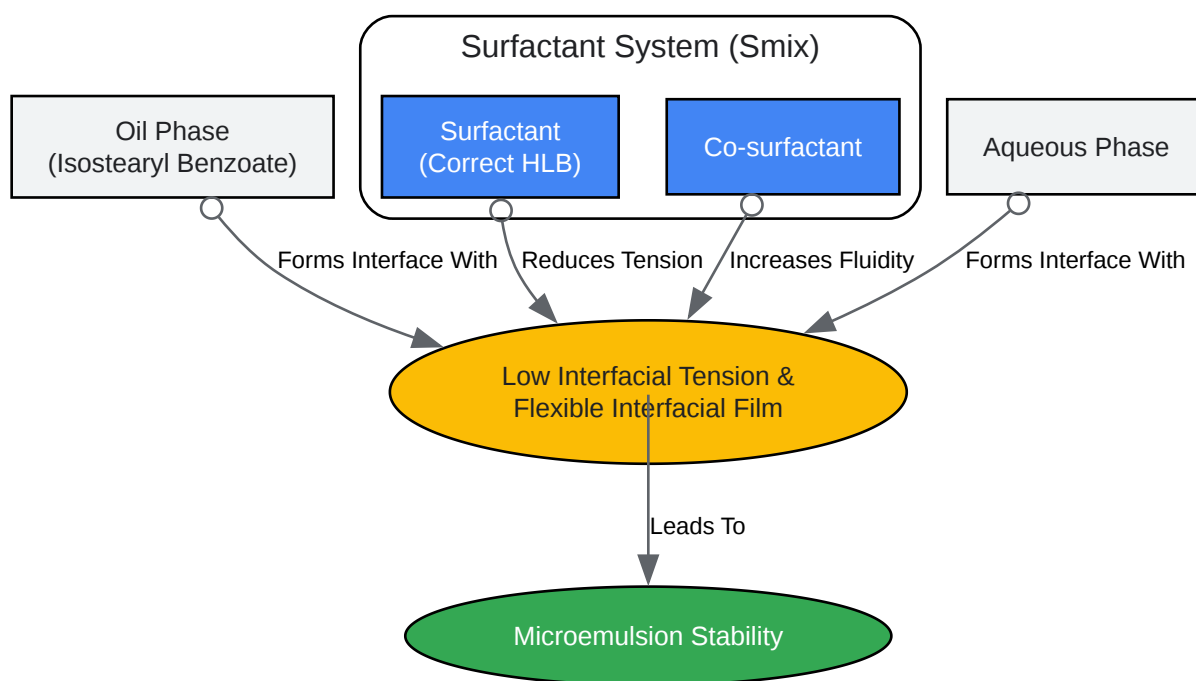 Surfactant System (Smix)
Oil Phase
(Isostearyl Benzoate)
Surfactant
(Correct HLB)
Co-surfactant
Aqueous Phase
Forms Interface With
Reduces Tension
Increases Fluidity
Forms Interface With
Low Interfacial Tension &
Flexible Interfacial Film
Leads To
Microemulsion Stability